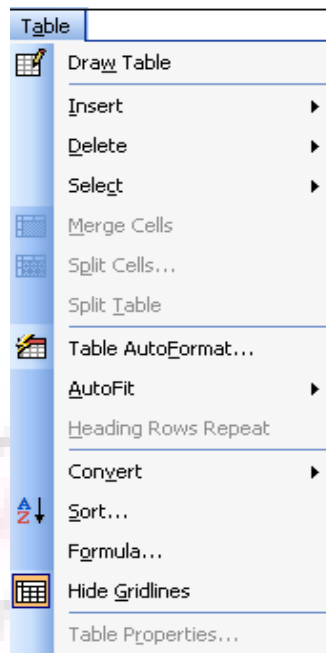 Table
Draw Table
Insert
Delete
Select
Merge Cells
Split Cells...
Split Table
Table AutoFormat...
AutoFit
Heading Rows Repeat
Convert
A
Z
Sort...
Formula...
Hide Gridlines
Table Properties...